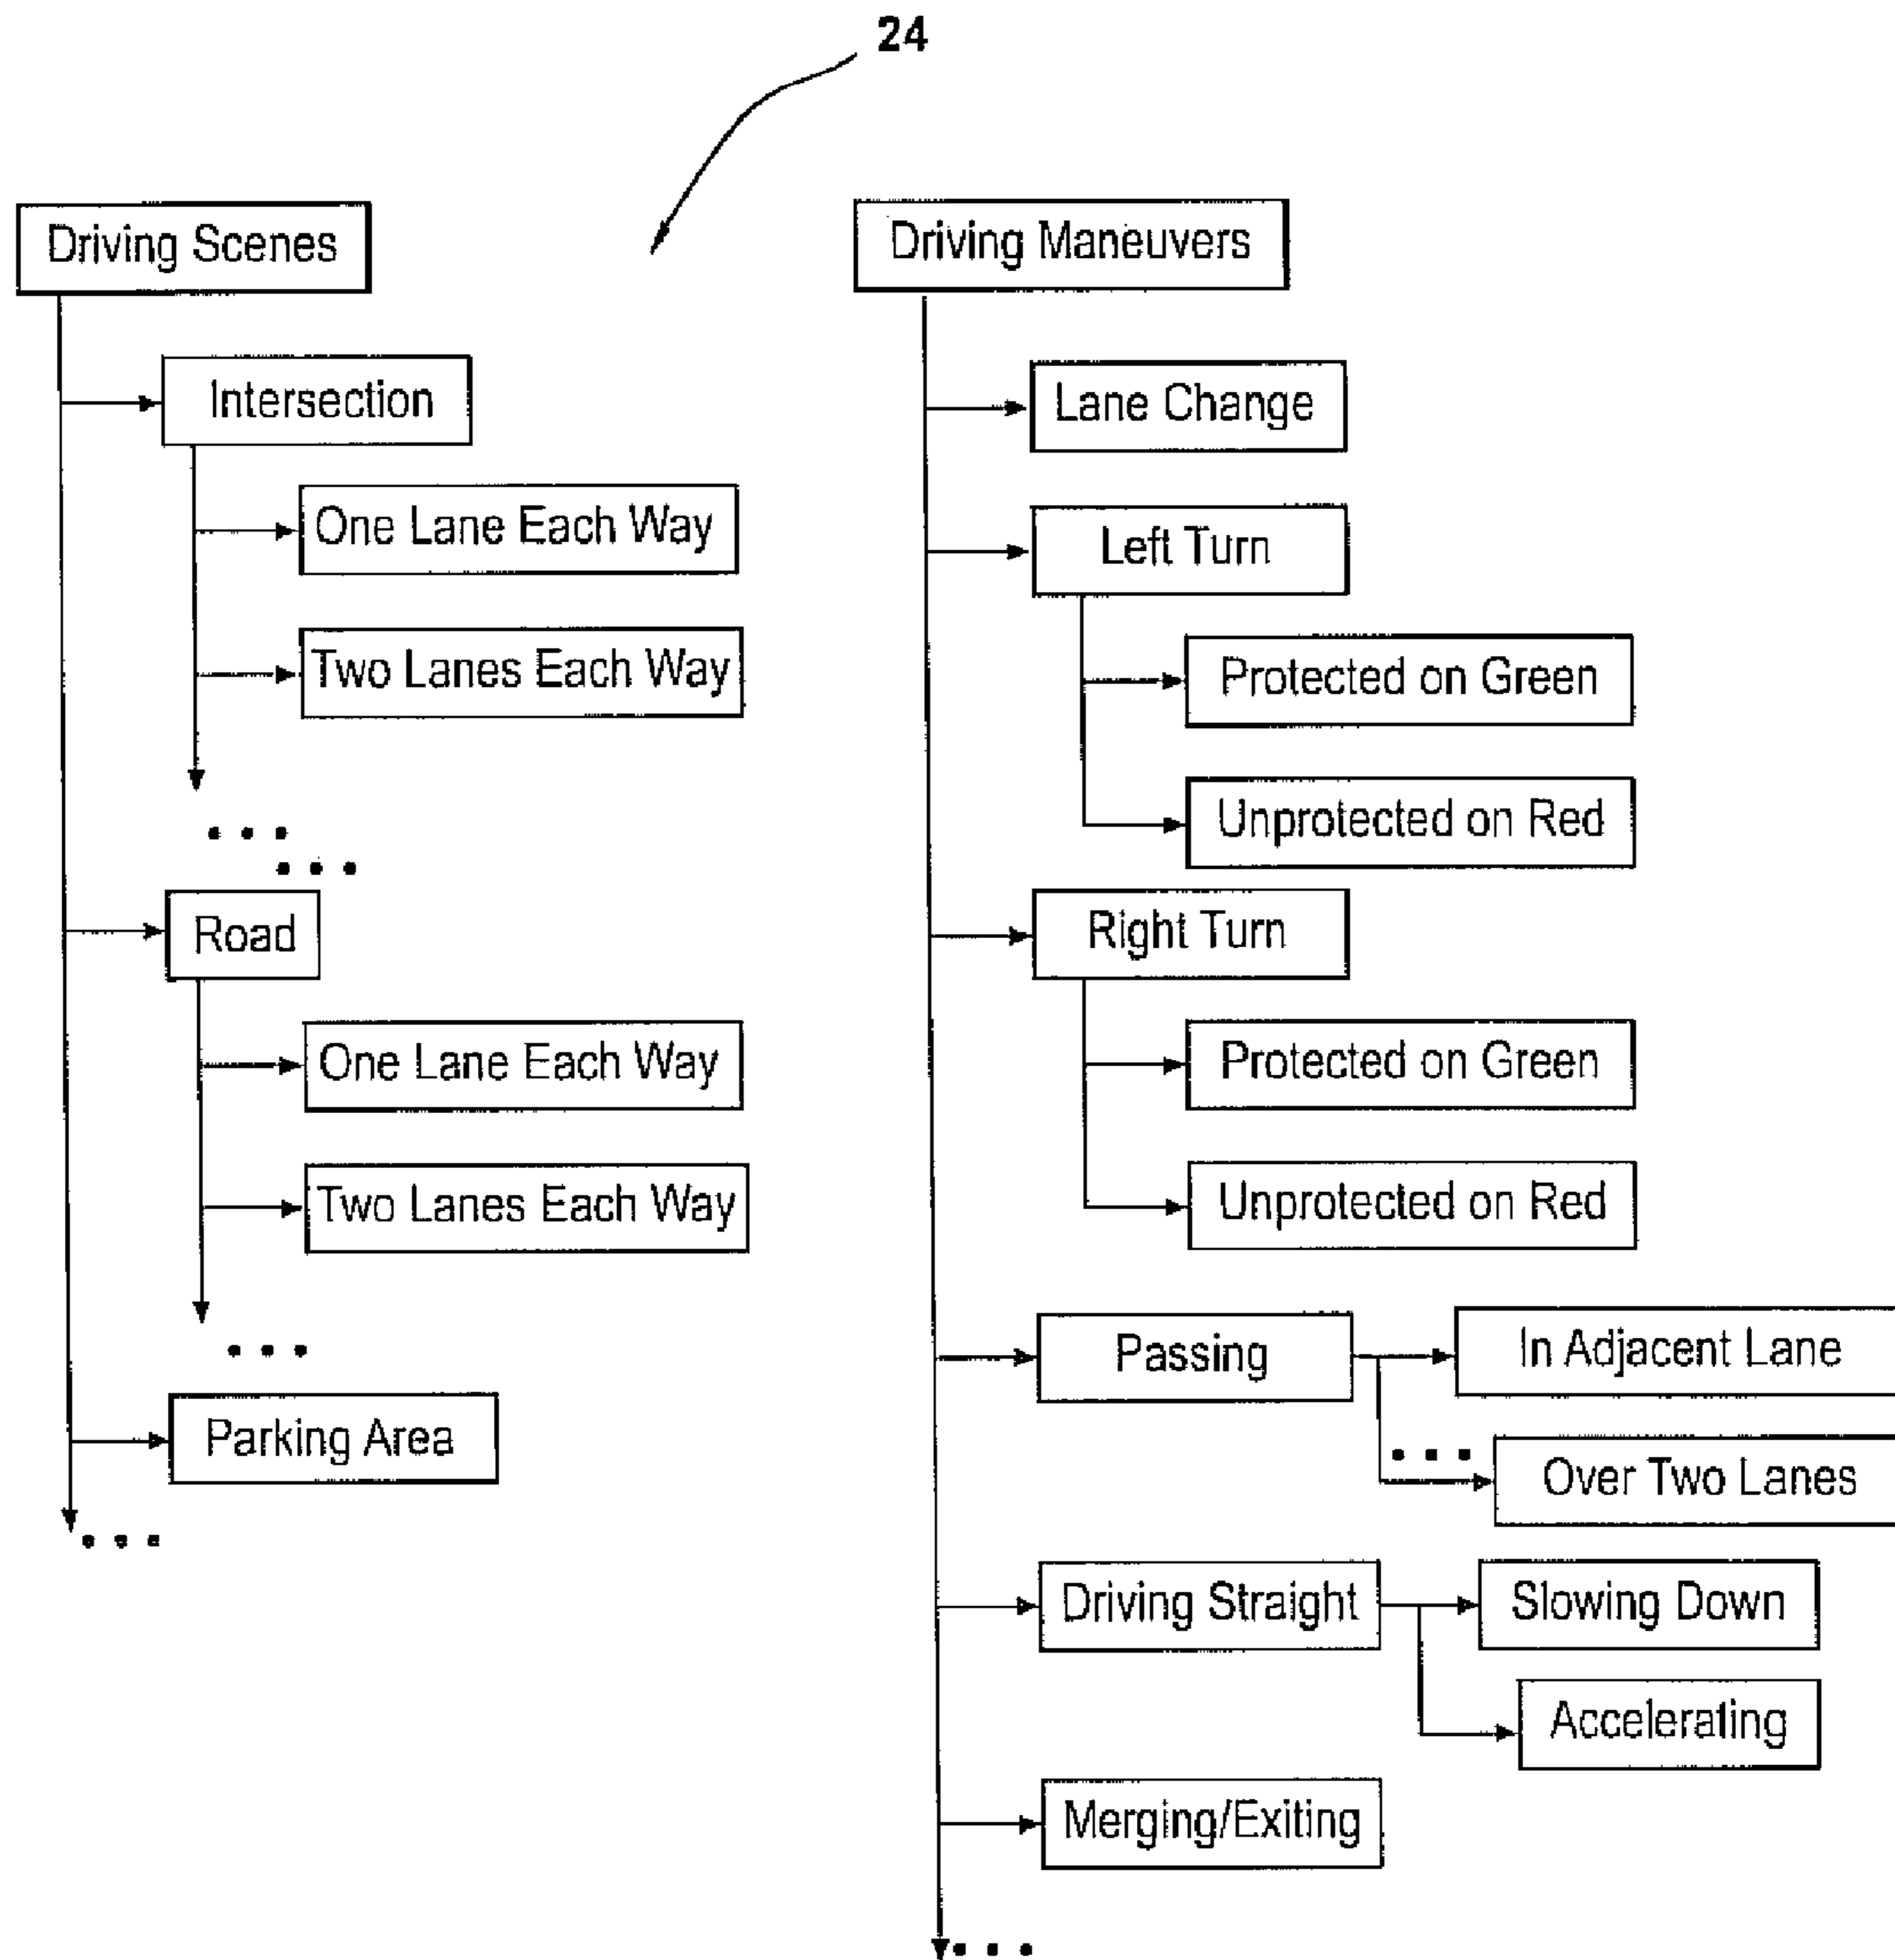 24
Driving Scenes
Intersection
One Lane Each Way
Two Lanes Each Way
Road
One Lane Each Way
Two Lanes Each Way
Parking Area
Driving Maneuvers
Lane Change
Left Turn
Protected on Green
Unprotected on Red
Right Turn
Protected on Green
Unprotected on Red
Passing
In Adjacent Lane
Over Two Lanes
Driving Straight
Slowing Down
Accelerating
Merging/Exiting